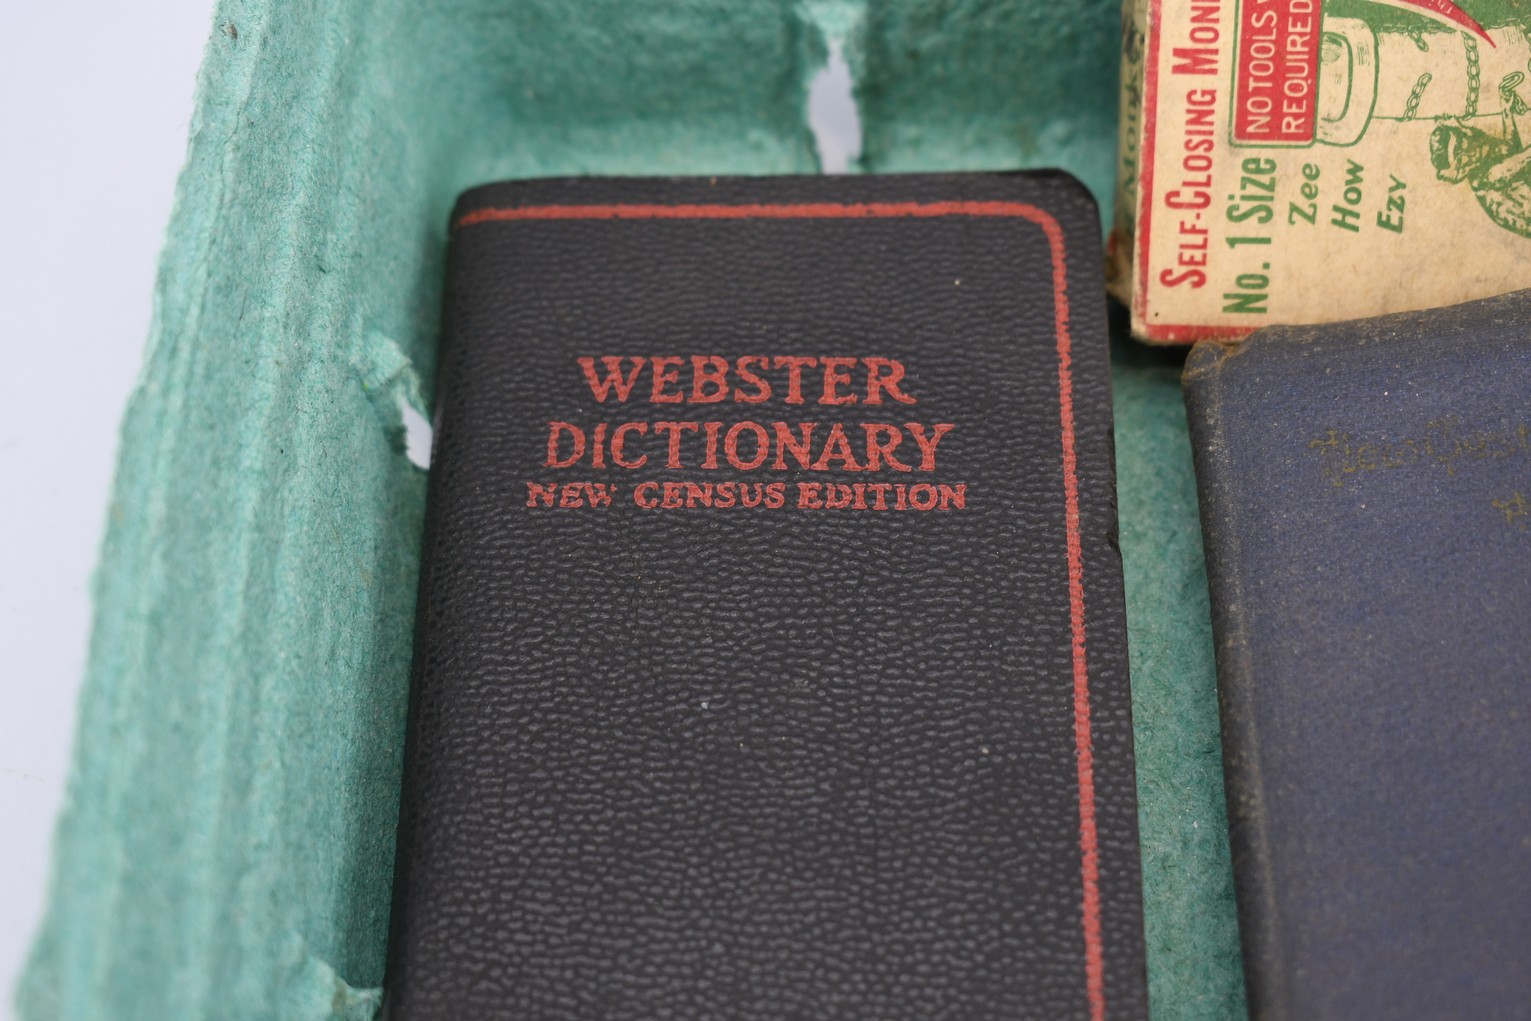 WEBSTER
DICTIONARY
NEW CENSUS EDITION
SELF-CLOSING
NO TOOLS
REQUIRED
No. 1 Size
Zee
How
Ezy